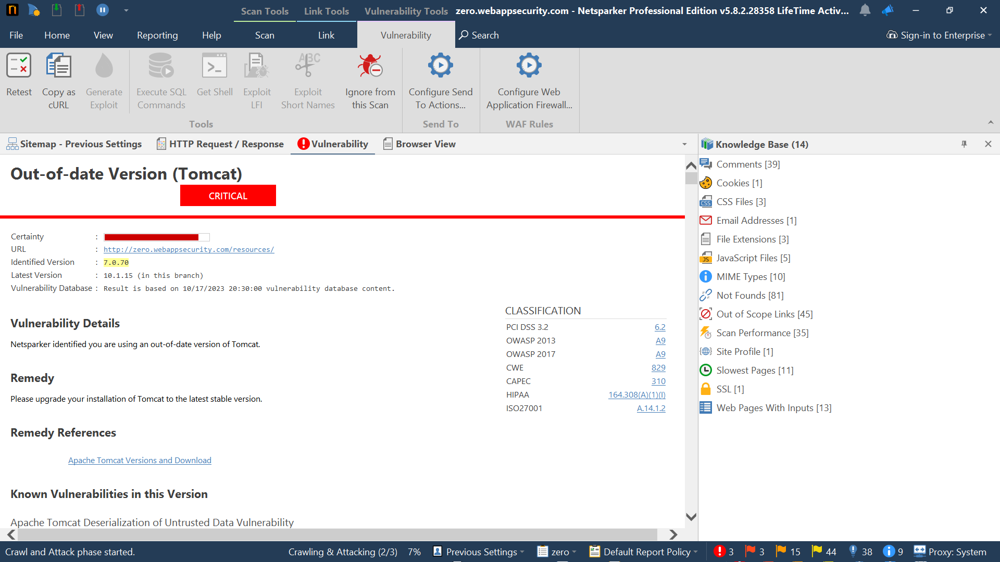 Scan Tools Link Tools Vulnerability Tools zero.webappsecurity.com - Netsparker Professional Edition v5.8.2.28358 LifeTime Activ...
File Home View Reporting Help Scan Link Vulnerability Search Sign-in to Enterprise
ABC
Retest Copy as cURL Generate Exploit Execute SQL Commands Get Shell Exploit LFI Exploit Short Names Ignore from this Scan Configure Send To Actions... Configure Web Application Firewall...
Tools Send To WAF Rules
Sitemap - Previous Settings HTTP Request / Response Vulnerability Browser View
Out-of-date Version (Tomcat)
CRITICAL
Certainty :
URL : http://zero.webappsecurity.com/resources/
Identified Version : 7.0.70
Latest Version : 10.1.15 (in this branch)
Vulnerability Database : Result is based on 10/17/2023 20:30:00 vulnerability database content.
Vulnerability Details
Netsparker identified you are using an out-of-date version of Tomcat.
Remedy
Please upgrade your installation of Tomcat to the latest stable version.
Remedy References
Apache Tomcat Versions and Download
Known Vulnerabilities in this Version
Apache Tomcat Deserialization of Untrusted Data Vulnerability
CLASSIFICATION
PCI DSS 3.2 6.2
OWASP 2013 A9
OWASP 2017 A9
CWE 829
CAPEC 310
HIPAA 164.308(A)(1)(I)
ISO27001 A.14.1.2
Knowledge Base (14)
Comments [39]
Cookies [1]
CSS Files [3]
Email Addresses [1]
File Extensions [3]
JavaScript Files [5]
MIME Types [10]
Not Founds [81]
Out of Scope Links [45]
Scan Performance [35]
Site Profile [1]
Slowest Pages [11]
SSL [1]
Web Pages With Inputs [13]
Crawl and Attack phase started. Crawling & Attacking (2/3) 7% Previous Settings zero Default Report Policy 3 3 15 44 38 9 Proxy: System